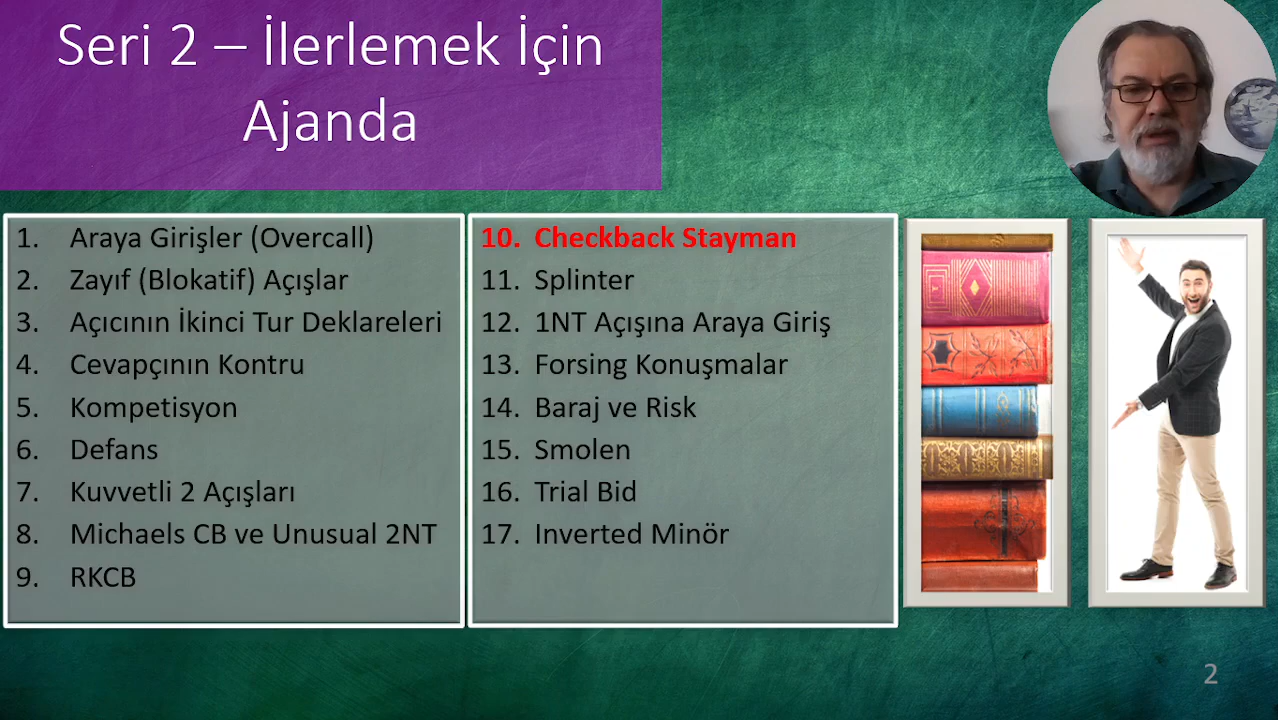 Seri 2 – İlerlemek İçin
Ajanda
1. Araya Girişler (Overcall)
2. Zayıf (Blokatif) Açışlar
3. Açıcının İkinci Tur Deklareleri
4. Cevapçının Kontru
5. Kompetisyon
6. Defans
7. Kuvvetli 2 Açışları
8. Michaels CB ve Unusual 2NT
9. RKCB
10. Checkback Stayman
11. Splinter
12. 1NT Açışına Araya Giriş
13. Forsing Konuşmalar
14. Baraj ve Risk
15. Smolen
16. Trial Bid
17. Inverted Minör
2